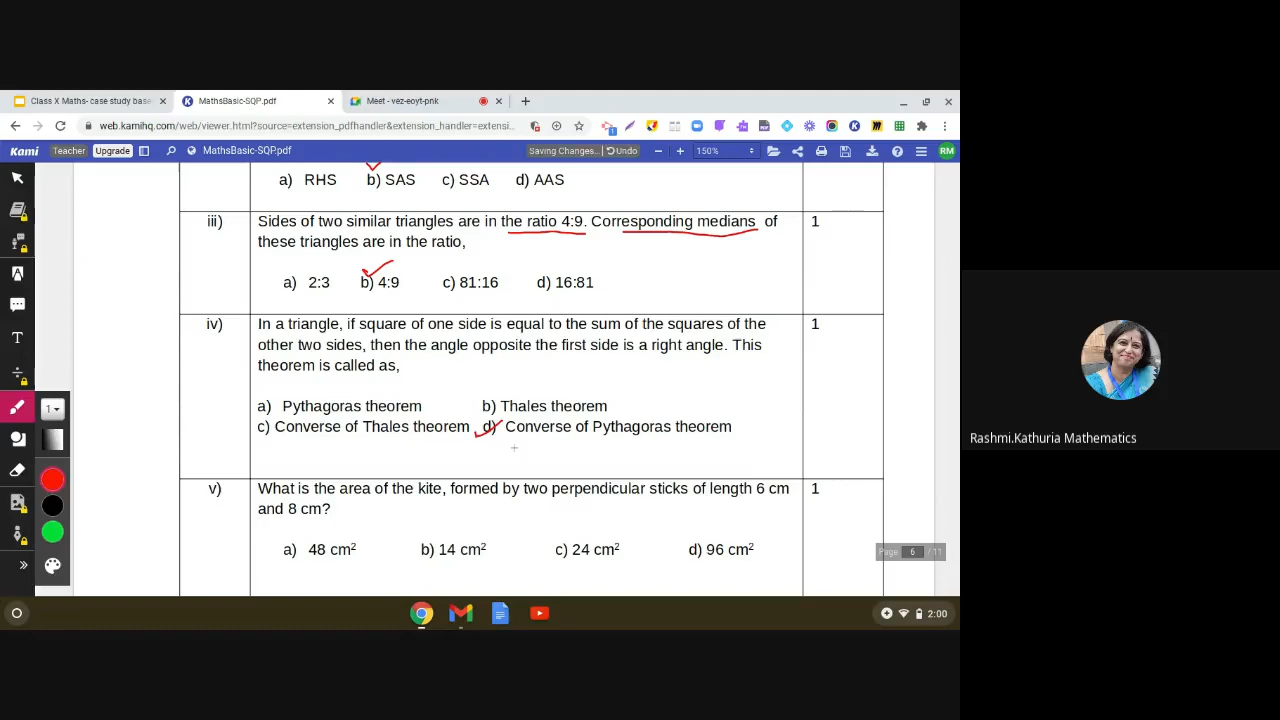 Class X Maths- case study base
MathsBasic-SQP.pdf
Meet - vez-eoyt-pnk
web.kamihq.com/web/viewer.html?source=extension_pdfhandler&extension_handler=extensi...
Kami
Teacher
Upgrade
MathsBasic-SQP.pdf
Saving Changes...
Undo
150%
RM
a) RHS b) SAS c) SSA d) AAS
iii) Sides of two similar triangles are in the ratio 4:9. Corresponding medians of 1
these triangles are in the ratio,
a) 2:3 b) 4:9 c) 81:16 d) 16:81
iv) In a triangle, if square of one side is equal to the sum of the squares of the 1
other two sides, then the angle opposite the first side is a right angle. This
theorem is called as,
a) Pythagoras theorem b) Thales theorem
c) Converse of Thales theorem d) Converse of Pythagoras theorem
v) What is the area of the kite, formed by two perpendicular sticks of length 6 cm 1
and 8 cm?
a) 48 cm² b) 14 cm² c) 24 cm² d) 96 cm²
Page 6 / 11
1
T
2:00
Rashmi.Kathuria Mathematics